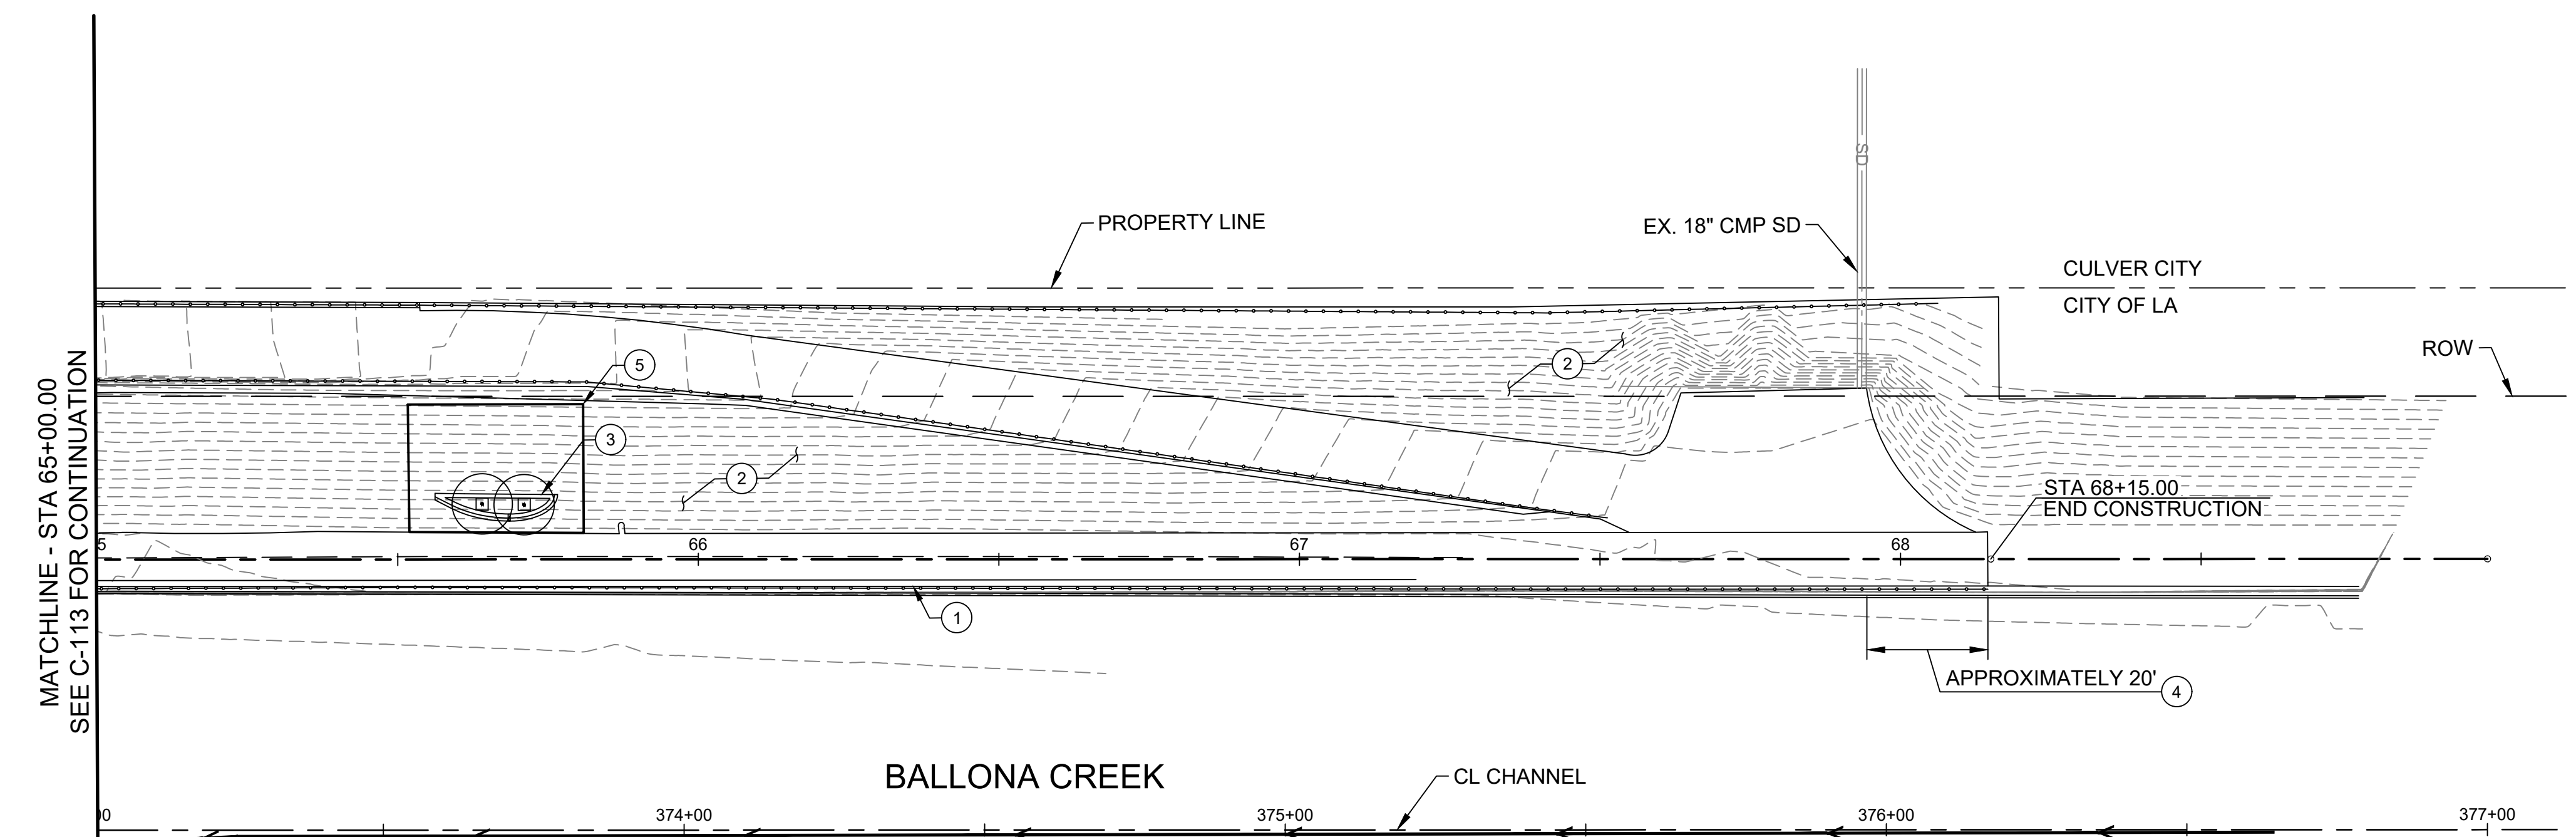 PROPERTY LINE
EX. 18" CMP SD
SD
CULVER CITY
CITY OF LA
ROW
5
2
3
2
STA 68+15.00
END CONSTRUCTION
MATCHLINE - STA 65+00.00
SEE C-113 FOR CONTINUATION
5 66 67 68
1
APPROXIMATELY 20' 4
BALLONA CREEK
CL CHANNEL
00 374+00 375+00 376+00 377+00